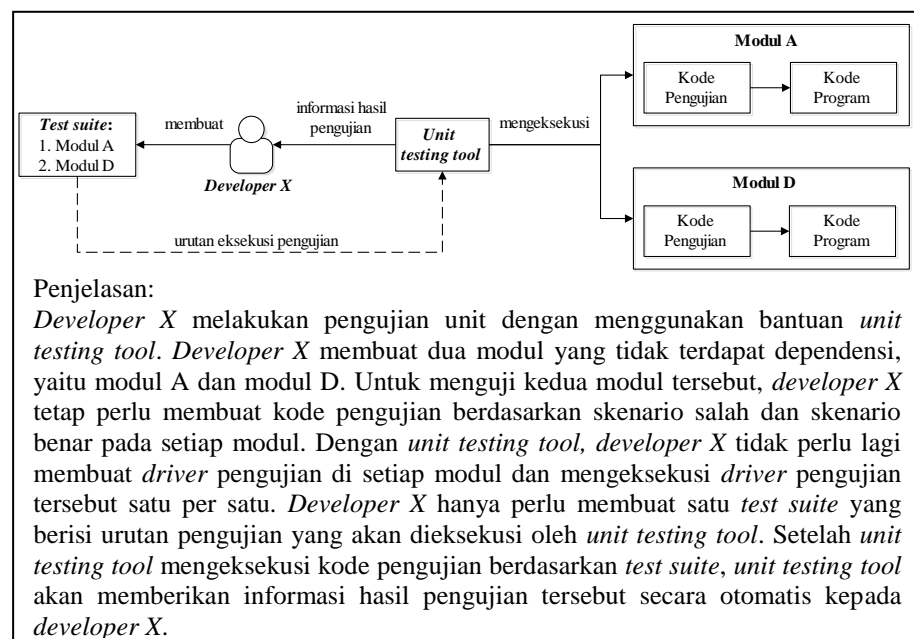 Modul A
Kode
Pengujian
Kode
Program
informasi hasil
pengujian
membuat
mengeksekusi
Test suite:
1. Modul A
2. Modul D
Unit
testing tool
Developer X
Modul D
Kode
Pengujian
Kode
Program
urutan eksekusi pengujian
Penjelasan:
Developer X melakukan pengujian unit dengan menggunakan bantuan unit
testing tool. Developer X membuat dua modul yang tidak terdapat dependensi,
yaitu modul A dan modul D. Untuk menguji kedua modul tersebut, developer X
tetap perlu membuat kode pengujian berdasarkan skenario salah dan skenario
benar pada setiap modul. Dengan unit testing tool, developer X tidak perlu lagi
membuat driver pengujian di setiap modul dan mengeksekusi driver pengujian
tersebut satu per satu. Developer X hanya perlu membuat satu test suite yang
berisi urutan pengujian yang akan dieksekusi oleh unit testing tool. Setelah unit
testing tool mengeksekusi kode pengujian berdasarkan test suite, unit testing tool
akan memberikan informasi hasil pengujian tersebut secara otomatis kepada
developer X.